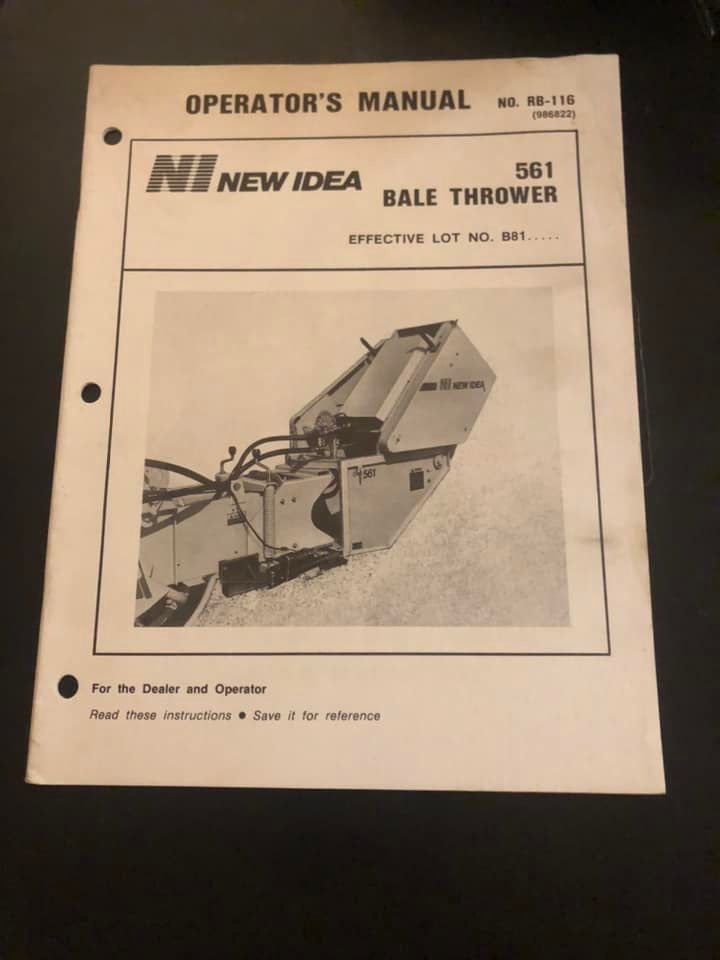 OPERATOR'S MANUAL NO. RB-116
(986822)
NI NEW IDEA
561
BALE THROWER
EFFECTIVE LOT NO. B81.....
NI NEW IDEA
561
For the Dealer and Operator
Read these instructions ● Save it for reference